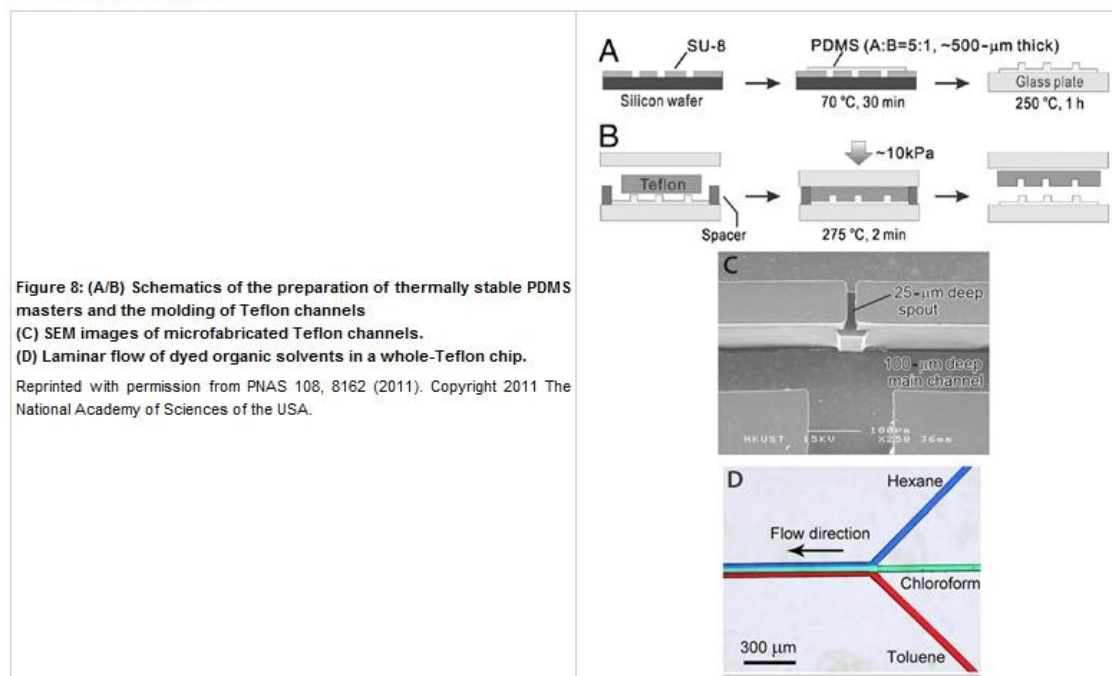 Figure 8: (A/B) Schematics of the preparation of thermally stable PDMS
masters and the molding of Teflon channels
(C) SEM images of microfabricated Teflon channels.
(D) Laminar flow of dyed organic solvents in a whole-Teflon chip.
Reprinted with permission from PNAS 108, 8162 (2011). Copyright 2011 The
National Academy of Sciences of the USA.
A
SU-8
PDMS (A:B=5:1, ~500-μm thick)
Silicon wafer
70 °C, 30 min
Glass plate
250 °C, 1 h
B
~10kPa
Teflon
Spacer
275 °C, 2 min
C
25-μm deep
spout
100-μm deep
main channel
100μm
HKUST 15KV X250 36mm
D
Hexane
Flow direction
Chloroform
300 μm
Toluene